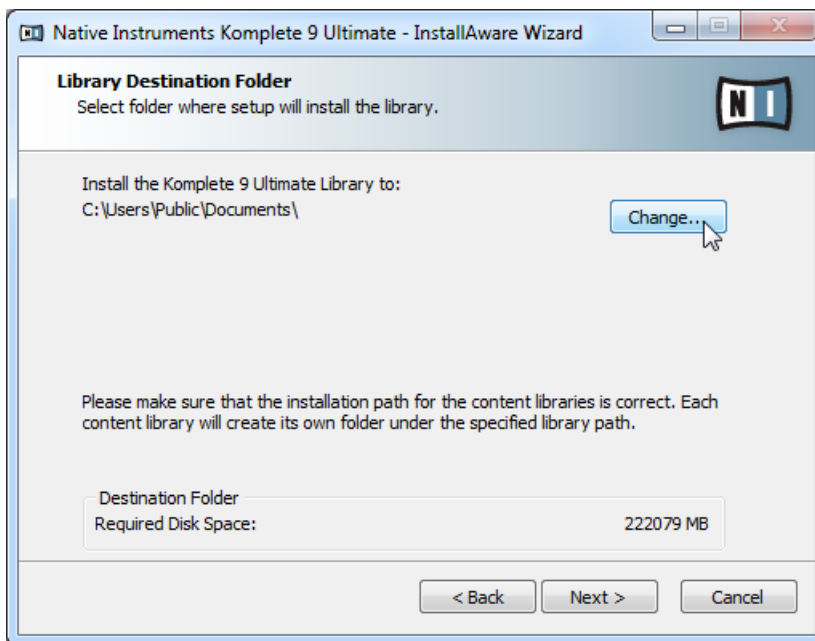 Native Instruments Komplete 9 Ultimate - InstallAware Wizard
Library Destination Folder
Select folder where setup will install the library.
N I
Install the Komplete 9 Ultimate Library to:
C:\Users\Public\Documents\
Change...
Please make sure that the installation path for the content libraries is correct. Each
content library will create its own folder under the specified library path.
Destination Folder
Required Disk Space: 222079 MB
< Back Next > Cancel